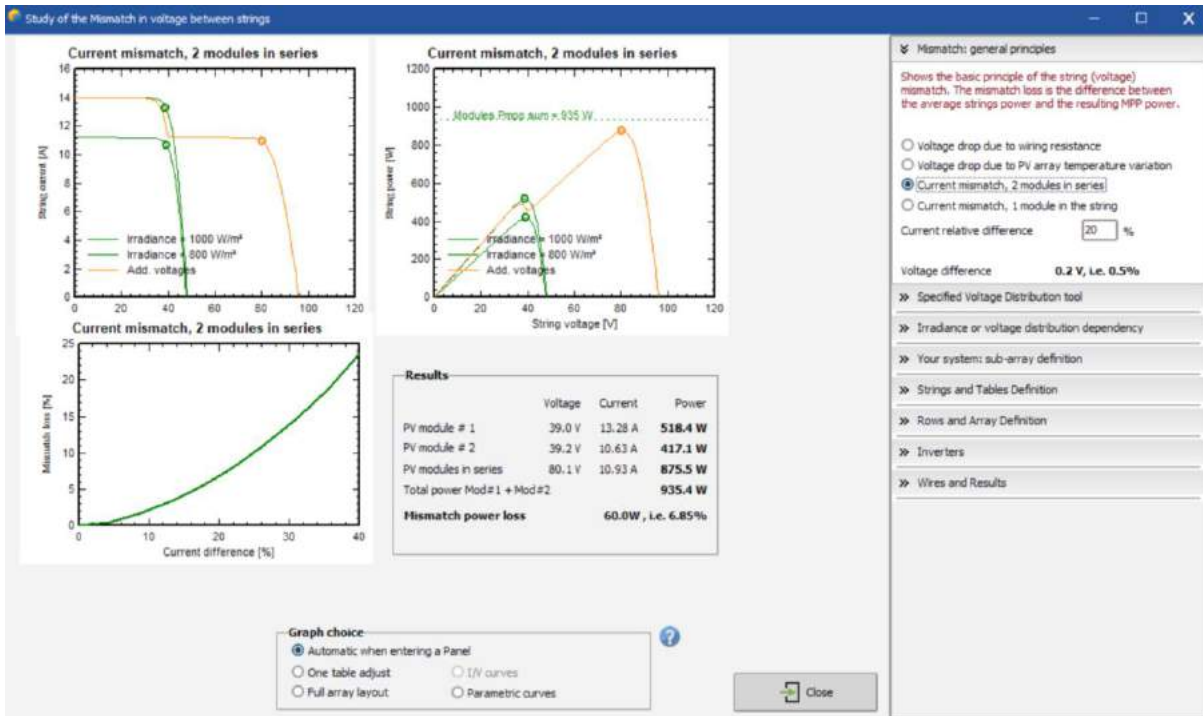 Study of the Mismatch in voltage between strings
Current mismatch, 2 modules in series
16
14
12
10
8
6
4
2
0
String current [A]
Irradiance = 1000 W/m²
Irradiance = 800 W/m²
Add. voltages
0 20 40 60 80 100 120
Current mismatch, 2 modules in series
1200
1000
800
600
400
200
0
String power [W]
Modules Pmpp sum = 935 W
Irradiance = 1000 W/m²
Irradiance = 800 W/m²
Add. voltages
0 20 40 60 80 100 120
String voltage [V]
Current mismatch, 2 modules in series
25
20
15
10
5
0
Mismatch loss [%]
0 10 20 30 40
Current difference [%]
Results
Voltage Current Power
PV module # 1 39.0 V 13.28 A 518.4 W
PV module # 2 39.2 V 10.63 A 417.1 W
PV modules in series 80.1 V 10.93 A 875.5 W
Total power Mod#1 + Mod#2 935.4 W
Mismatch power loss 60.0W , i.e. 6.85%
Graph choice
Automatic when entering a Panel
One table adjust I/V curves
Full array layout Parametric curves
?
Close
Mismatch: general principles
Shows the basic principle of the string (voltage)
mismatch. The mismatch loss is the difference between
the average strings power and the resulting MPP power.
Voltage drop due to wiring resistance
Voltage drop due to PV array temperature variation
Current mismatch, 2 modules in series
Current mismatch, 1 module in the string
Current relative difference 20 %
Voltage difference 0.2 V, i.e. 0.5%
Specified Voltage Distribution tool
Irradiance or voltage distribution dependency
Your system: sub-array definition
Strings and Tables Definition
Rows and Array Definition
Inverters
Wires and Results